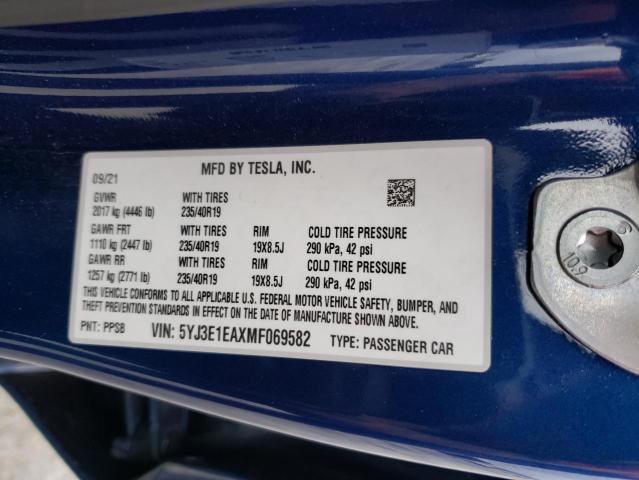 MFD BY TESLA, INC.
09/21
GVWR WITH TIRES
2017 kg (4446 lb) 235/40R19
GAWR FRT WITH TIRES RIM COLD TIRE PRESSURE
1110 kg (2447 lb) 235/40R19 19X8.5J 290 kPa, 42 psi
GAWR RR WITH TIRES RIM COLD TIRE PRESSURE
1257 kg (2771 lb) 235/40R19 19X8.5J 290 kPa, 42 psi
THIS VEHICLE CONFORMS TO ALL APPLICABLE U.S. FEDERAL MOTOR VEHICLE SAFETY, BUMPER, AND
THEFT PREVENTION STANDARDS IN EFFECT ON THE DATE OF MANUFACTURE SHOWN ABOVE.
PNT: PPSB VIN: 5YJ3E1EAXMF069582 TYPE: PASSENGER CAR
10.9